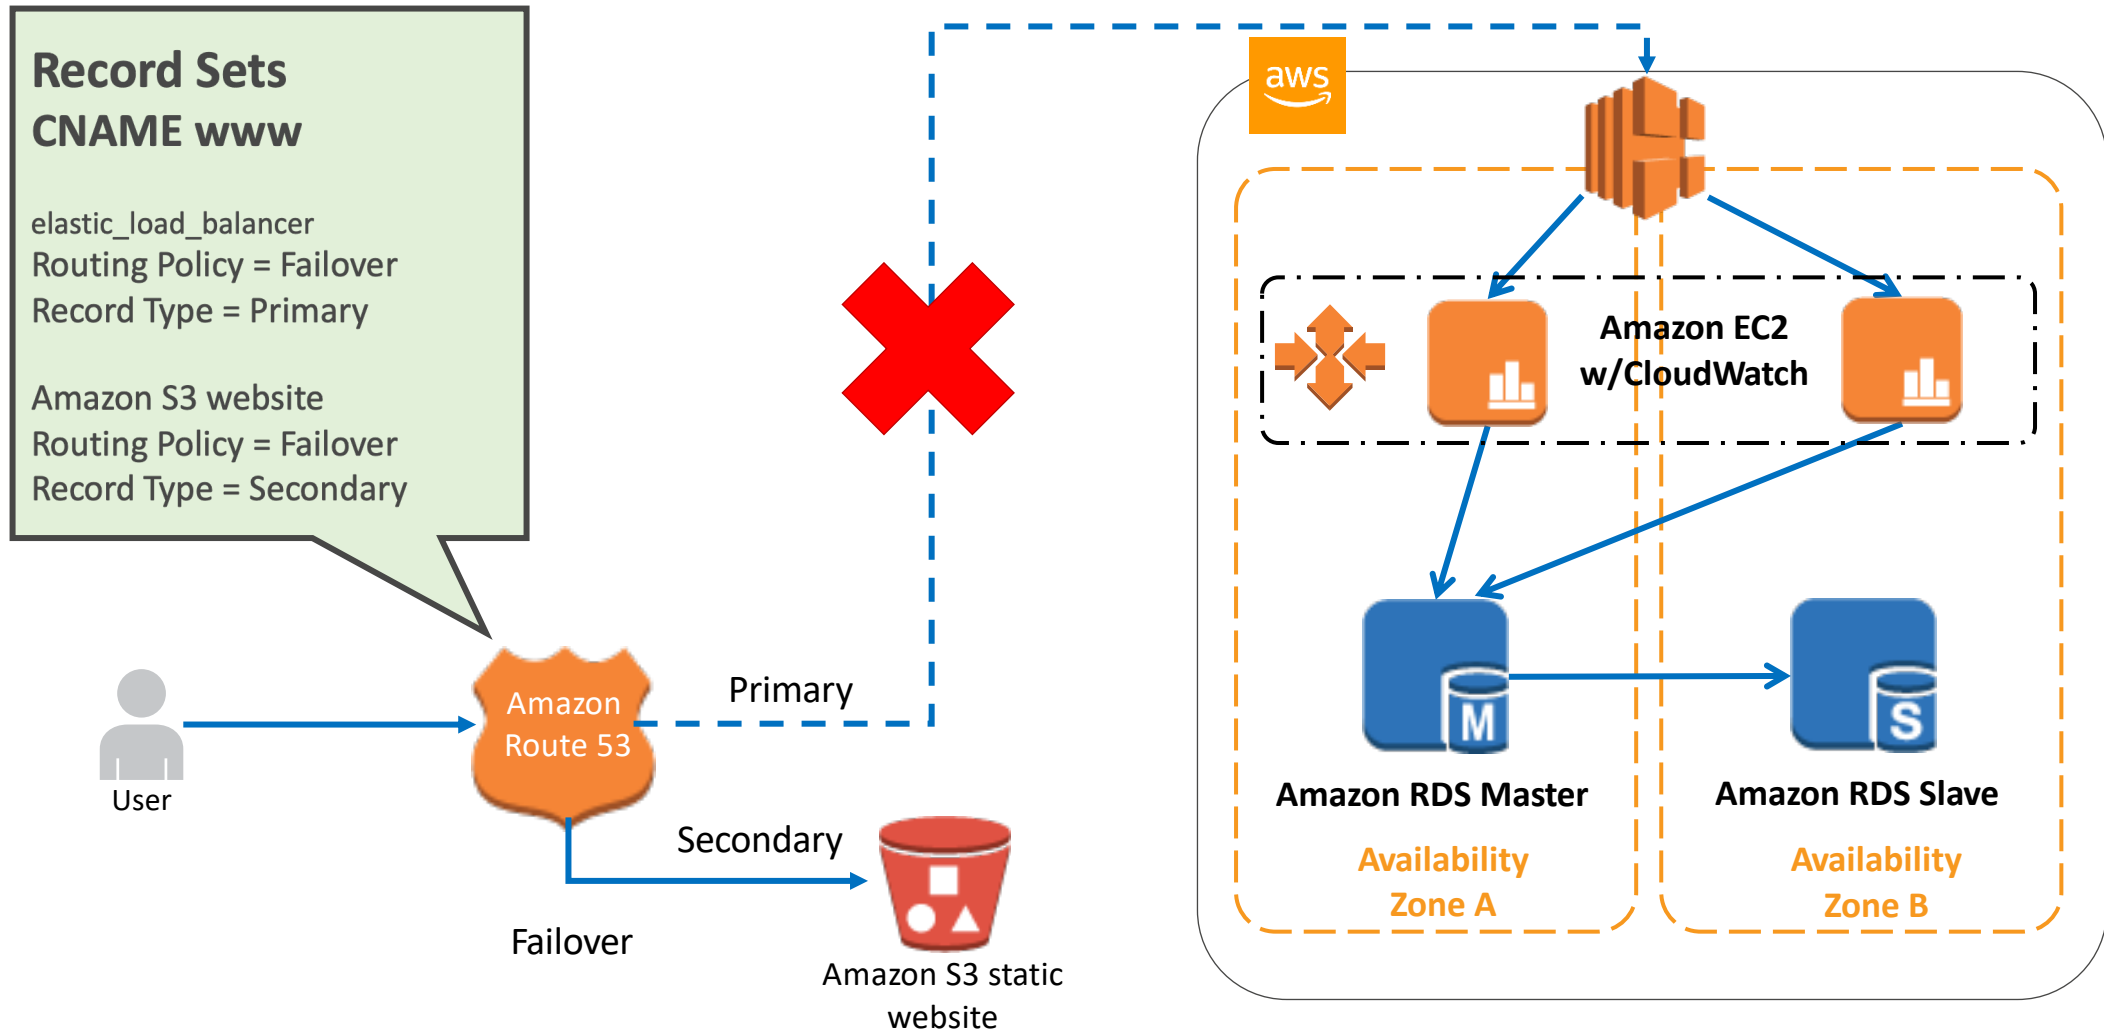 Record Sets
CNAME www
elastic_load_balancer
Routing Policy = Failover
Record Type = Primary
Amazon S3 website
Routing Policy = Failover
Record Type = Secondary
User
Amazon
Route 53
Primary
Secondary
Failover
Amazon S3 static
website
aws
Amazon EC2
w/CloudWatch
M
S
Amazon RDS Master
Amazon RDS Slave
Availability
Zone A
Availability
Zone B